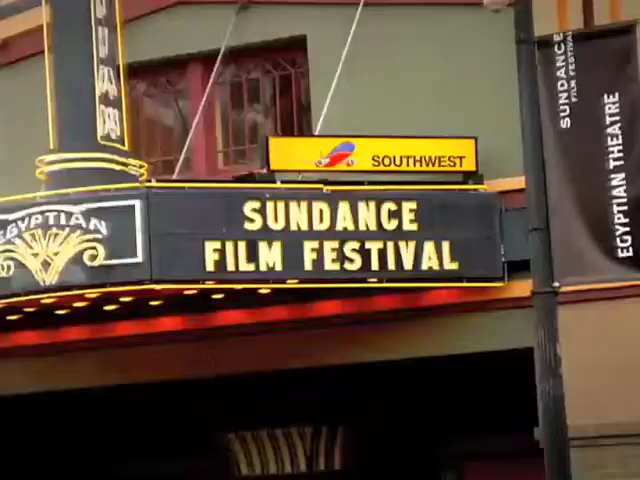 SOUTHWEST
EGYPTIAN
SUNDANCE
FILM FESTIVAL
SUNDANCE
FILM FESTIVAL
EGYPTIAN THEATRE